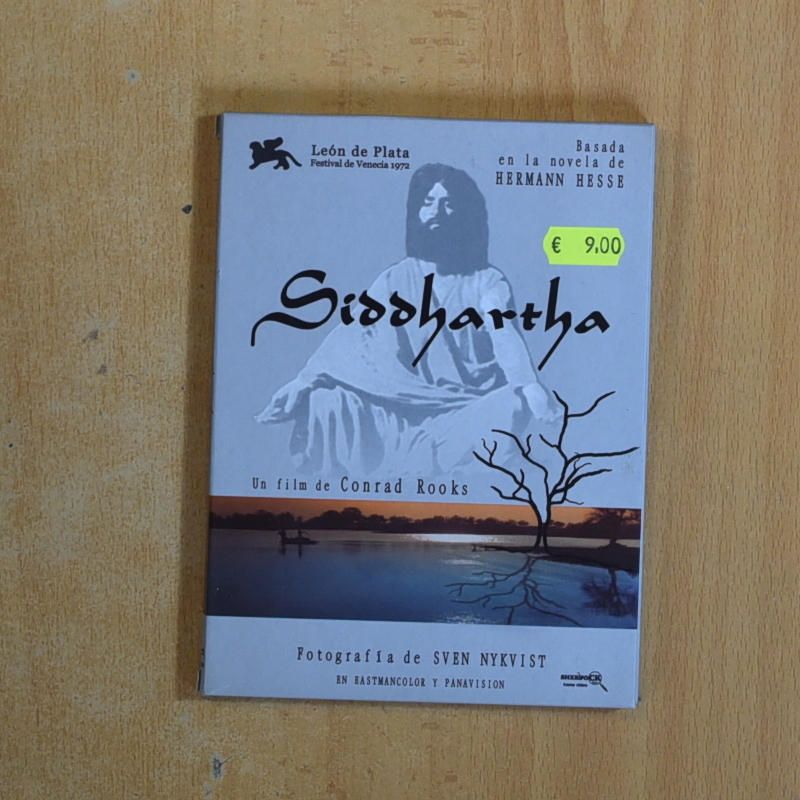 León de Plata
Festival de Venecia 1972
Basada
en la novela de
HERMANN HESSE
€ 9,00
Siddhartha
Un film de Conrad Rooks
Fotografía de SVEN NYKVIST
EN EASTMANCOLOR Y PANAVISION
SHERLOCK